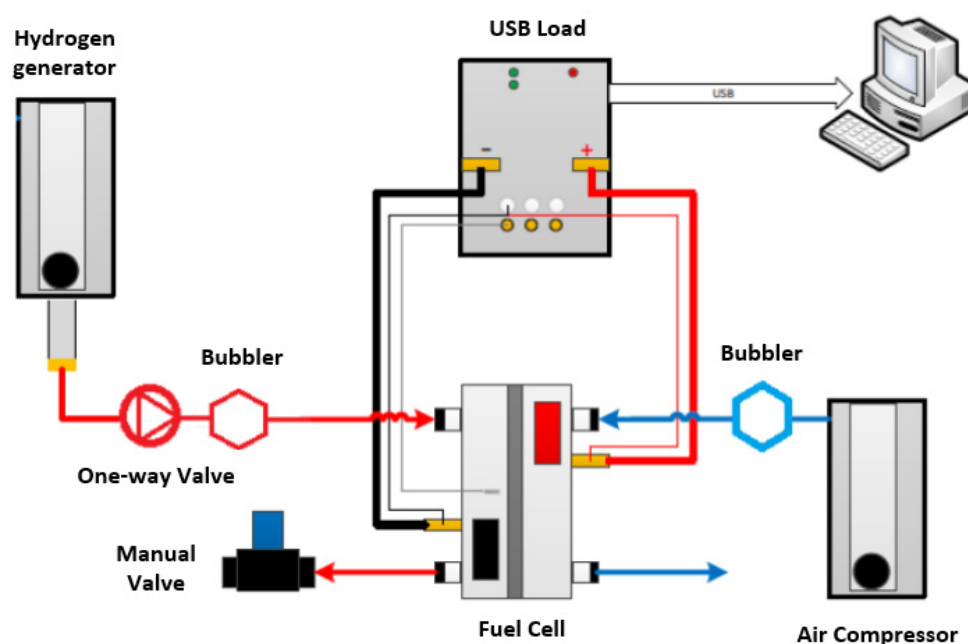 USB Load
Hydrogen
generator
USB
-
+
Bubbler
Bubbler
One-way Valve
Manual
Valve
Fuel Cell
Air Compressor